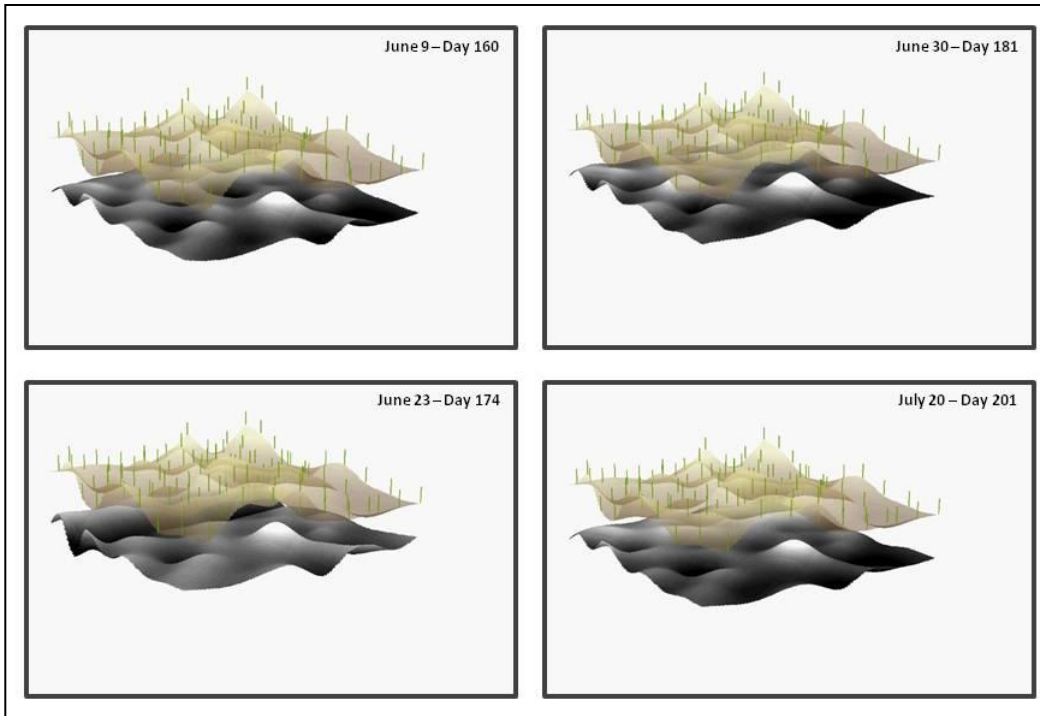 June 9 – Day 160
June 30 – Day 181
June 23 – Day 174
July 20 – Day 201